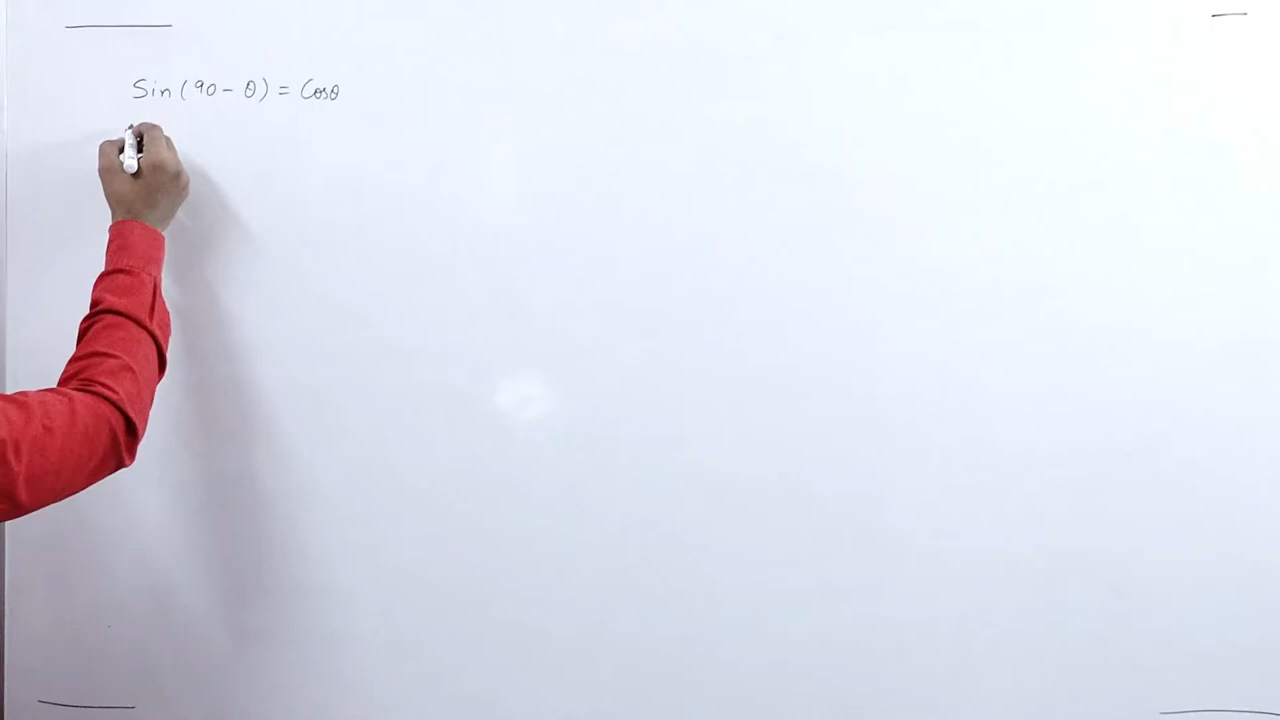 Sin (90 - θ) = Cosθ